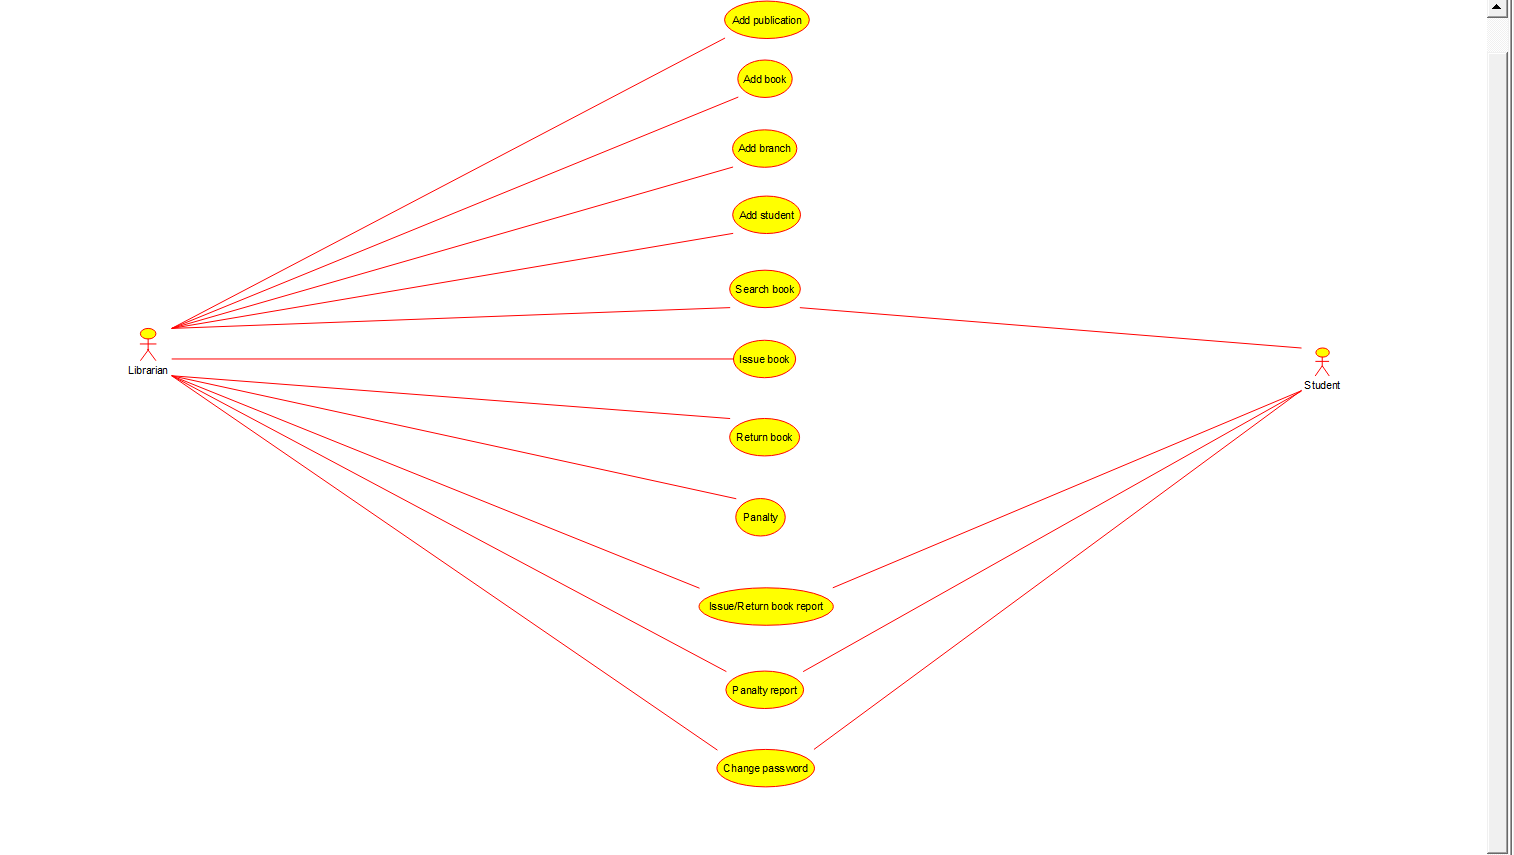 Add publication
Add book
Add branch
Add student
Search book
Librarian
Issue book
Student
Return book
Panalty
Issue/Return book report
Panalty report
Change password